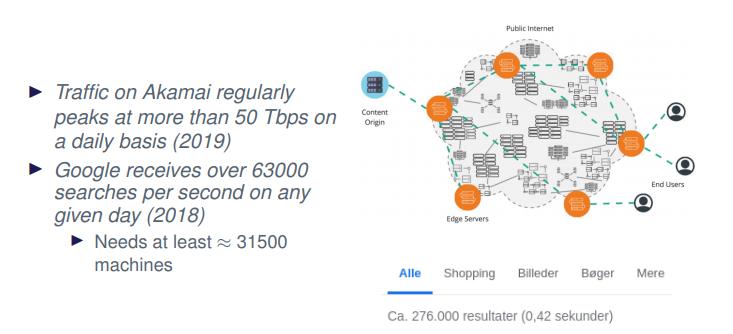 ► Traffic on Akamai regularly
peaks at more than 50 Tbps on
a daily basis (2019)
► Google receives over 63000
searches per second on any
given day (2018)
► Needs at least ≈ 31500
machines
Public Internet
Content
Origin
End Users
Edge Servers
Alle Shopping Billeder Bøger Mere
Ca. 276.000 resultater (0,42 sekunder)